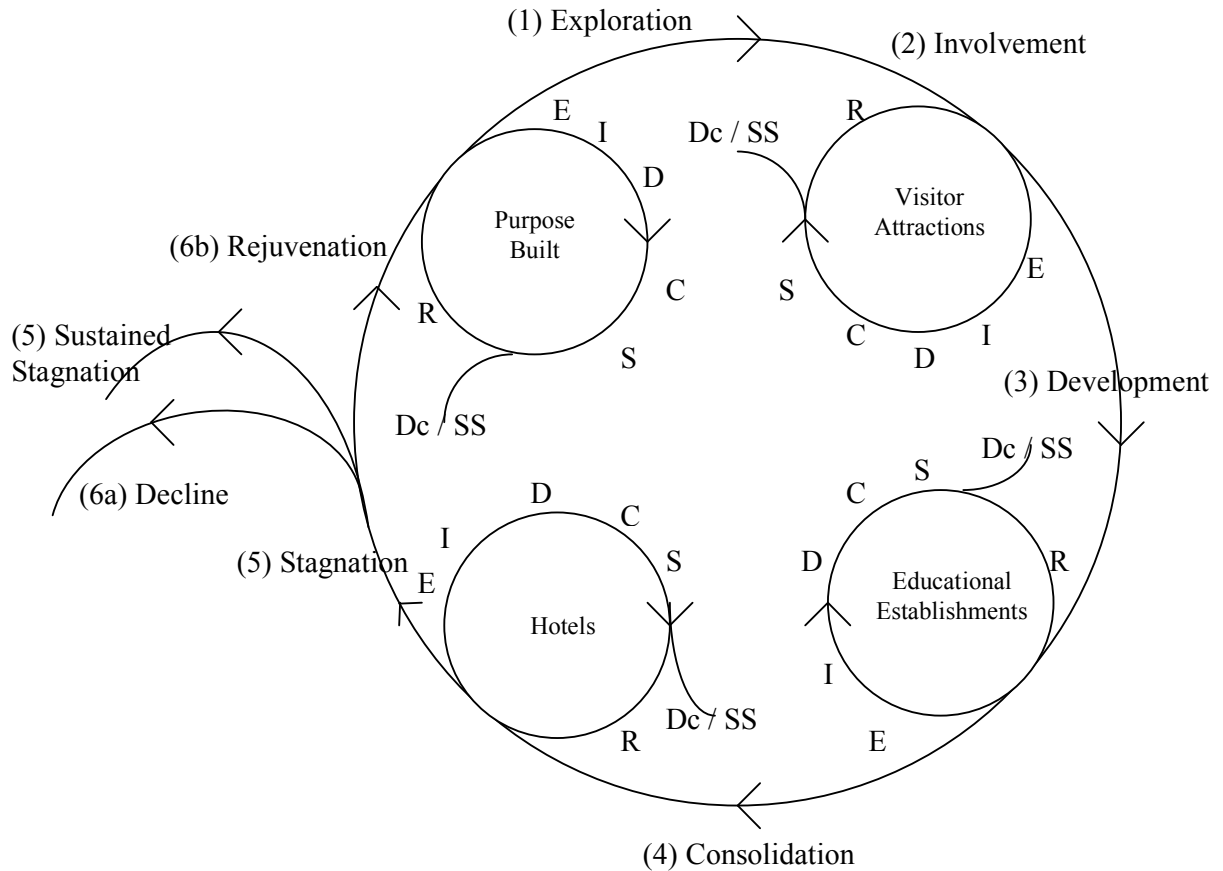 (1) Exploration
(2) Involvement
E
I
D
C
S
R
Dc / SS
Purpose
Built
R
Dc / SS
Visitor
Attractions
E
I
D
C
S
(6b) Rejuvenation
(5) Sustained
Stagnation
(6a) Decline
(5) Stagnation
(3) Development
Dc / SS
S
C
D
I
E
R
Educational
Establishments
E
I
D
C
S
R
Dc / SS
Hotels
(4) Consolidation